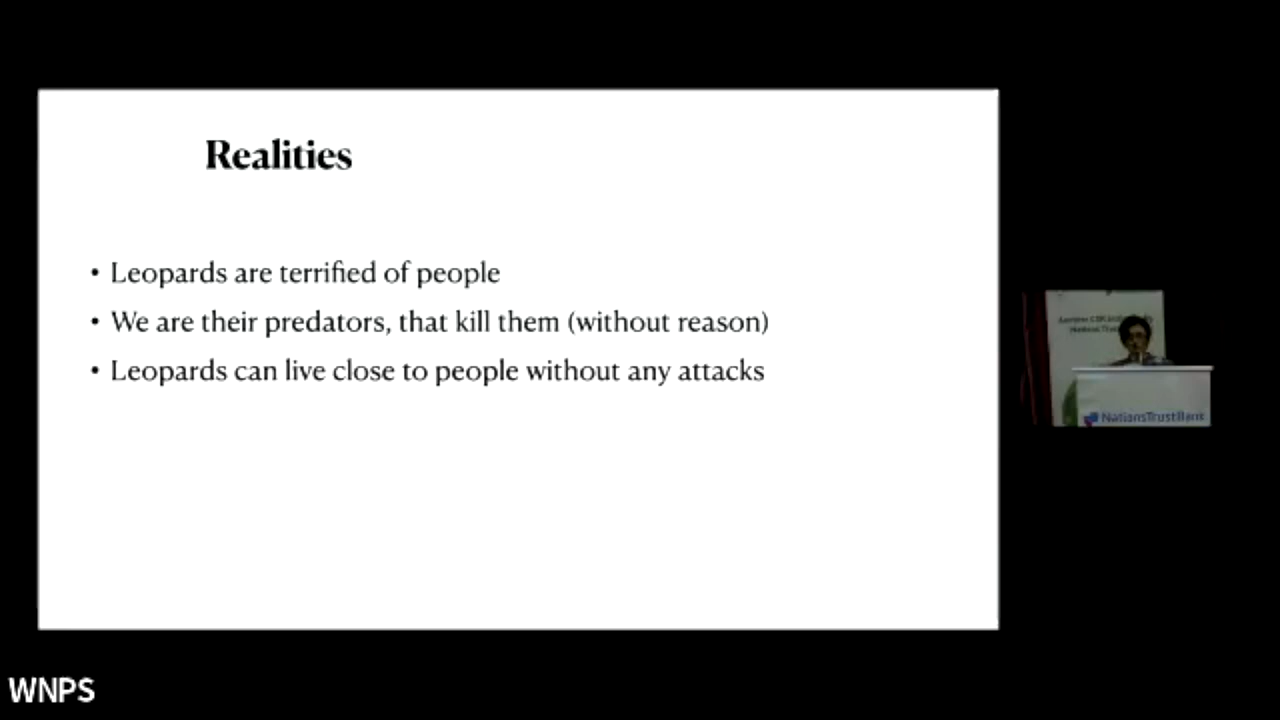 Realities
• Leopards are terrified of people
• We are their predators, that kill them (without reason)
• Leopards can live close to people without any attacks
NationsTrustBank
WNPS